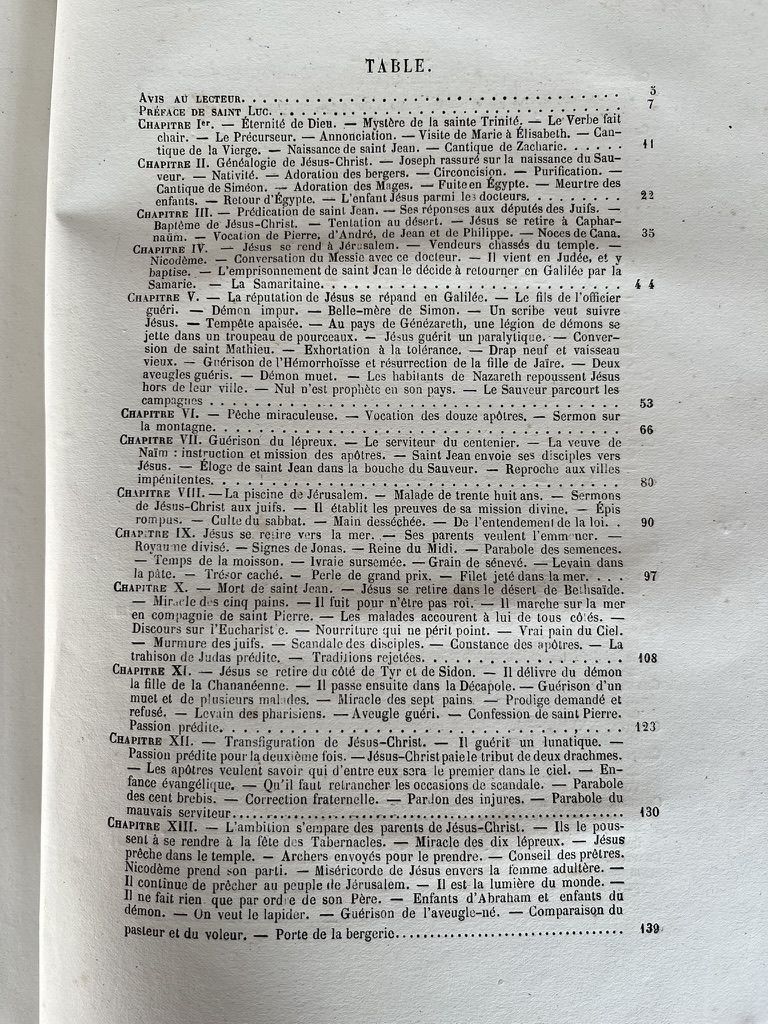 TABLE.
AVIS AU LECTEUR. . . . . . . . . . . . . . . . . . . . . . . . . . . . . . 5
PRÉFACE DE SAINT LUC. . . . . . . . . . . . . . . . . . . . . . . . . . . 7
CHAPITRE Ier. — Éternité de Dieu. — Mystère de la sainte Trinité. — Le Verbe fait
chair. — Le Précurseur. — Annonciation. — Visite de Marie à Élisabeth. — Can-
tique de la Vierge. — Naissance de saint Jean. — Cantique de Zacharie. . . . . . 11
CHAPITRE II. Généalogie de Jésus-Christ. — Joseph rassuré sur la naissance du Sau-
veur. — Nativité. — Adoration des bergers. — Circoncision. — Purification. —
Cantique de Siméon. — Adoration des Mages. — Fuite en Égypte. — Meurtre des
enfants. — Retour d'Égypte. — L'enfant Jésus parmi les docteurs. . . . . . . . . 22
CHAPITRE III. — Prédication de saint Jean. — Ses réponses aux députés des Juifs. —
Baptême de Jésus-Christ. — Tentation au désert. — Jésus se retire à Caphar-
naüm. — Vocation de Pierre, d'André, de Jean et de Philippe. — Noces de Cana. 35
CHAPITRE IV. — Jésus se rend à Jérusalem. — Vendeurs chassés du temple. —
Nicodème. — Conversation du Messie avec ce docteur. — Il vient en Judée, et y
baptise. — L'emprisonnement de saint Jean le décide à retourner en Galilée par la
Samarie. — La Samaritaine. . . . . . . . . . . . . . . . . . . . . . . . . 44
CHAPITRE V. — La réputation de Jésus se répand en Galilée. — Le fils de l'officier
guéri. — Démon impur. — Belle-mère de Simon. — Un scribe veut suivre
Jésus. — Tempête apaisée. — Au pays de Génézareth, une légion de démons se
jette dans un troupeau de pourceaux. — Jésus guérit un paralytique. — Conver-
sion de saint Mathieu. — Exhortation à la tolérance. — Drap neuf et vaisseau
vieux. — Guérison de l'Hémorrhoïsse et résurrection de la fille de Jaïre. — Deux
aveugles guéris. — Démon muet. — Les habitants de Nazareth repoussent Jésus
hors de leur ville. — Nul n'est prophète en son pays. — Le Sauveur parcourt les
campagnes . . . . . . . . . . . . . . . . . . . . . . . . . . . . . . . . 53
CHAPITRE VI. — Pêche miraculeuse. — Vocation des douze apôtres. — Sermon sur
la montagne. . . . . . . . . . . . . . . . . . . . . . . . . . . . . . . . 66
CHAPITRE VII. Guérison du lépreux. — Le serviteur du centenier. — La veuve de
Naïm : instruction et mission des apôtres. — Saint Jean envoie ses disciples vers
Jésus. — Éloge de saint Jean dans la bouche du Sauveur. — Reproche aux villes
impénitentes. . . . . . . . . . . . . . . . . . . . . . . . . . . . . . . . 80
CHAPITRE VIII. — La piscine de Jérusalem. — Malade de trente huit ans. — Sermons
de Jésus-Christ aux juifs. — Il établit les preuves de sa mission divine. — Épis
rompus. — Culte du sabbat. — Main desséchée. — De l'entendement de la loi. . 90
CHAPITRE IX. Jésus se retire vers la mer. — Ses parents veulent l'emmener. —
Royaume divisé. — Signes de Jonas. — Reine du Midi. — Parabole des semences.
— Temps de la moisson. — Ivraie sursemée. — Grain de sénevé. — Levain dans
la pâte. — Trésor caché. — Perle de grand prix. — Filet jeté dans la mer. . . . 97
CHAPITRE X. — Mort de saint Jean. — Jésus se retire dans le désert de Bethsaïde.
— Miracle des cinq pains. — Il fuit pour n'être pas roi. — Il marche sur la mer
en compagnie de saint Pierre. — Les malades accourent à lui de tous côtés. —
Discours sur l'Eucharistie. — Nourriture qui ne périt point. — Vrai pain du Ciel.
— Murmure des juifs. — Scandale des disciples. — Constance des apôtres. — La
trahison de Judas prédite. — Traditions rejetées. . . . . . . . . . . . . . . 108
CHAPITRE XI. — Jésus se retire du côté de Tyr et de Sidon. — Il délivre du démon
la fille de la Chananéenne. — Il passe ensuite dans la Décapole. — Guérison d'un
muet et de plusieurs malades. — Miracle des sept pains — Prodige demandé et
refusé. — Levain des pharisiens. — Aveugle guéri. — Confession de saint Pierre.
Passion prédite. . . . . . . . . . . . . . . . . . . . . . . . . . . . . . . 123
CHAPITRE XII. — Transfiguration de Jésus-Christ. — Il guérit un lunatique. —
Passion prédite pour la deuxième fois. — Jésus-Christ paie le tribut de deux drachmes.
— Les apôtres veulent savoir qui d'entre eux sera le premier dans le ciel. — En-
fance évangélique. — Qu'il faut retrancher les occasions de scandale. — Parabole
des cent brebis. — Correction fraternelle. — Pardon des injures. — Parabole du
mauvais serviteur. . . . . . . . . . . . . . . . . . . . . . . . . . . . . . 130
CHAPITRE XIII. — L'ambition s'empare des parents de Jésus-Christ. — Ils le pous-
sent à se rendre à la fête des Tabernacles. — Miracle des dix lépreux. — Jésus
prêche dans le temple. — Archers envoyés pour le prendre. — Conseil des prêtres.
Nicodème prend son parti. — Miséricorde de Jésus envers la femme adultère. —
Il continue de prêcher au peuple de Jérusalem. — Il est la lumière du monde. —
Il ne fait rien que par ordre de son Père. — Enfants d'Abraham et enfants du
démon. — On veut le lapider. — Guérison de l'aveugle-né. — Comparaison du
pasteur et du voleur. — Porte de la bergerie. . . . . . . . . . . . . . . . . 139